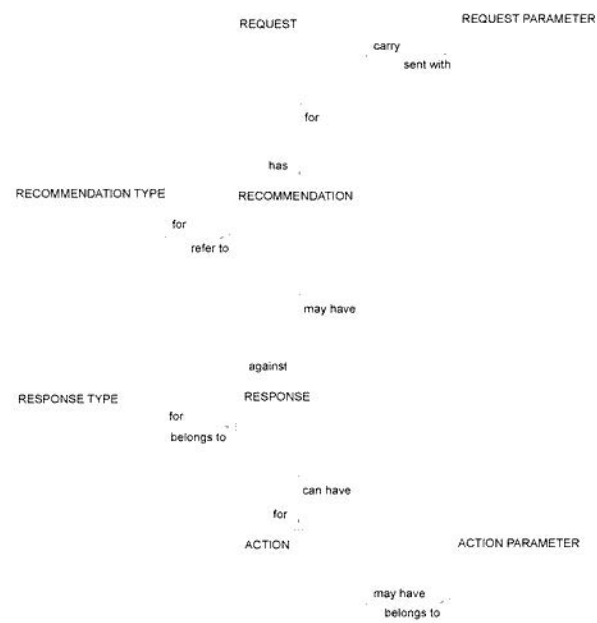 REQUEST
REQUEST PARAMETER
carry
sent with
for
has
RECOMMENDATION TYPE
RECOMMENDATION
for
refer to
may have
against
RESPONSE TYPE
RESPONSE
for
belongs to
can have
for
ACTION
ACTION PARAMETER
may have
belongs to